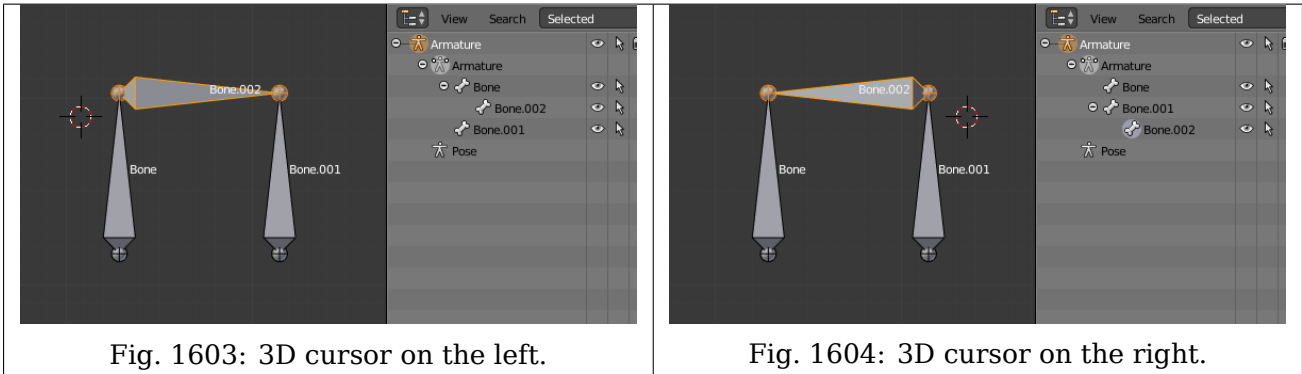 View Search Selected
Armature
Armature
Bone
Bone.002
Bone.001
Pose
Bone.002
Bone
Bone.001
Fig. 1603: 3D cursor on the left.
View Search Selected
Armature
Armature
Bone
Bone.001
Bone.002
Pose
Bone.002
Bone
Bone.001
Fig. 1604: 3D cursor on the right.